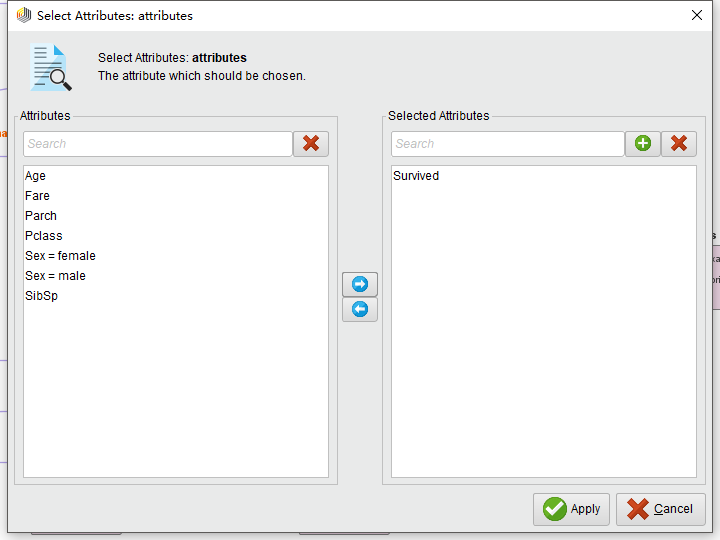 Select Attributes: attributes
Select Attributes: attributes
The attribute which should be chosen.
Attributes
Selected Attributes
Search
Search
Age
Fare
Parch
Pclass
Sex = female
Sex = male
SibSp
Survived
Apply
Cancel